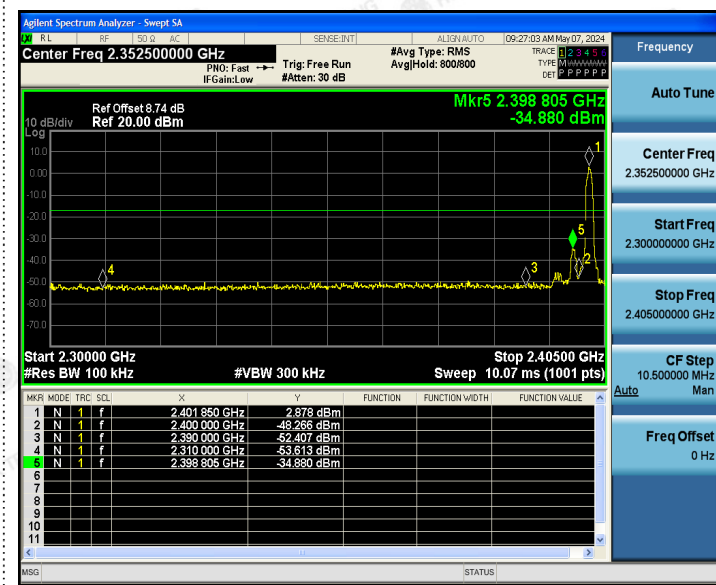 Agilent Spectrum Analyzer - Swept SA
LXI RL RF 50 Ω AC SENSE:INT ALIGN AUTO 09:27:03 AM May 07, 2024
Center Freq 2.352500000 GHz
PNO: Fast
IFGain:Low
Trig: Free Run
#Atten: 30 dB
#Avg Type: RMS
Avg|Hold: 800/800
TRACE 1 2 3 4 5 6
TYPE M W W W W W
DET P P P P P P
Frequency
Ref Offset 8.74 dB
Ref 20.00 dBm
10 dB/div
Log
Mkr5 2.398 805 GHz
-34.880 dBm
10.0
0.00
-10.0
-20.0
-30.0
-40.0
-50.0
-60.0
-70.0
1
5
4
3
2
Start 2.30000 GHz
Stop 2.40500 GHz
#Res BW 100 kHz
#VBW 300 kHz
Sweep 10.07 ms (1001 pts)
MKR MODE TRC SCL X Y FUNCTION FUNCTION WIDTH FUNCTION VALUE
1 N 1 f 2.401 850 GHz 2.878 dBm
2 N 1 f 2.400 000 GHz -48.266 dBm
3 N 1 f 2.390 000 GHz -52.407 dBm
4 N 1 f 2.310 000 GHz -53.613 dBm
5 N 1 f 2.398 805 GHz -34.880 dBm
6
7
8
9
10
11
MSG
STATUS
Auto Tune
Center Freq
2.352500000 GHz
Start Freq
2.300000000 GHz
Stop Freq
2.405000000 GHz
CF Step
10.500000 MHz
Auto Man
Freq Offset
0 Hz